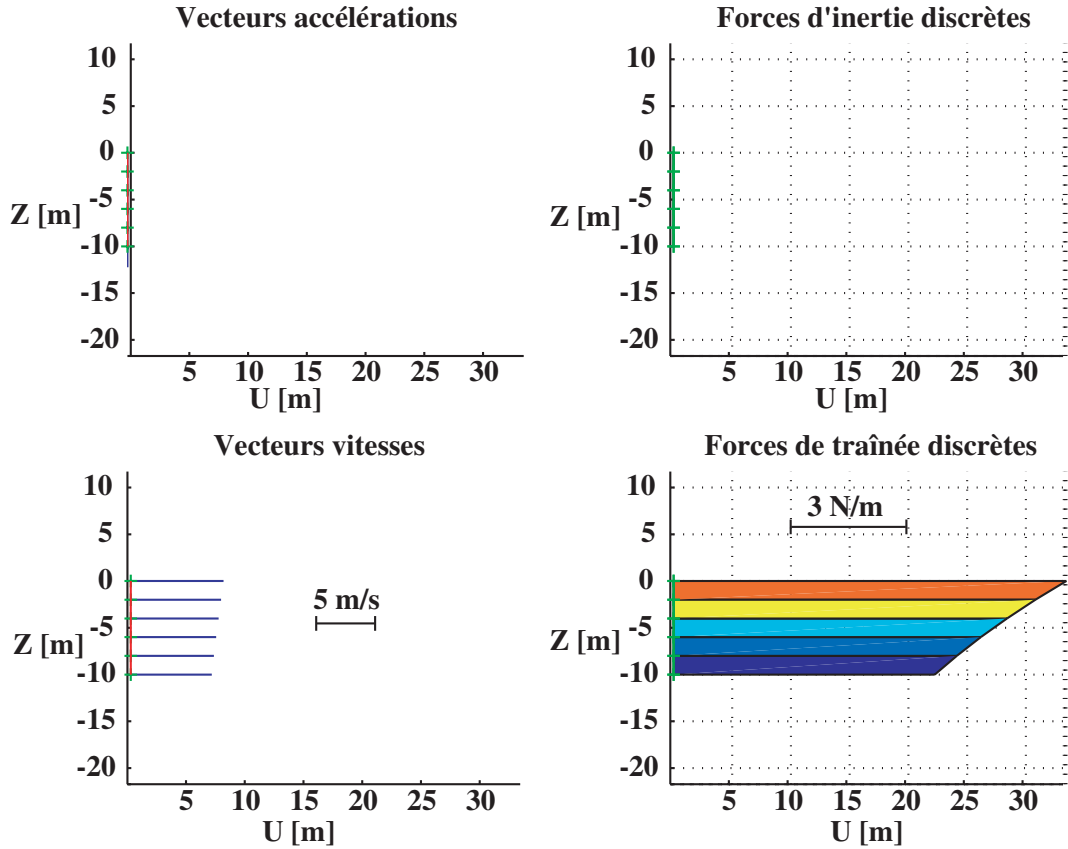 Vecteurs accélérations
10
5
0
-5
Z [m]
-10
-15
-20
5 10 15 20 25 30
U [m]
Forces d'inertie discrètes
10
5
0
-5
Z [m]
-10
-15
-20
5 10 15 20 25 30
U [m]
Vecteurs vitesses
10
5
0
5 m/s
-5
Z [m]
-10
-15
-20
5 10 15 20 25 30
U [m]
Forces de traînée discrètes
10
3 N/m
5
0
-5
Z [m]
-10
-15
-20
5 10 15 20 25 30
U [m]